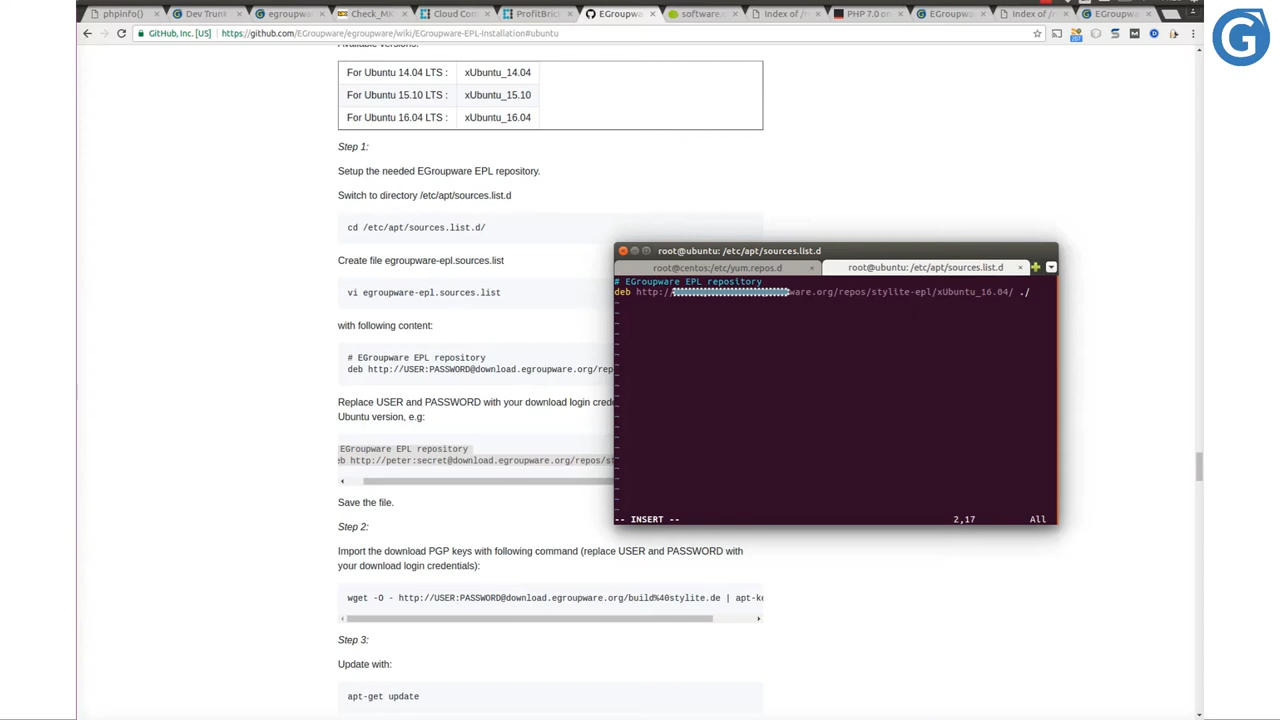 phpinfo()
Dev Trunk
egroupware
Check_MK
Cloud Com
ProfitBrick
EGroupwar
software.c
Index of /r
PHP 7.0 on
EGroupwar
Index of /r
EGroupwar
GitHub, Inc. [US] https://github.com/EGroupware/egroupware/wiki/EGroupware-EPL-Installation#ubuntu
Available versions:
For Ubuntu 14.04 LTS : xUbuntu_14.04
For Ubuntu 15.10 LTS : xUbuntu_15.10
For Ubuntu 16.04 LTS : xUbuntu_16.04
Step 1:
Setup the needed EGroupware EPL repository.
Switch to directory /etc/apt/sources.list.d
cd /etc/apt/sources.list.d/
Create file egroupware-epl.sources.list
vi egroupware-epl.sources.list
with following content:
# EGroupware EPL repository
deb http://USER:PASSWORD@download.egroupware.org/rep
Replace USER and PASSWORD with your download login crede
Ubuntu version, e.g:
EGroupware EPL repository
eb http://peter:secret@download.egroupware.org/repos/st
Save the file.
Step 2:
Import the download PGP keys with following command (replace USER and PASSWORD with
your download login credentials):
wget -O - http://USER:PASSWORD@download.egroupware.org/build%40stylite.de | apt-ke
Step 3:
Update with:
apt-get update
root@ubuntu: /etc/apt/sources.list.d
root@centos:/etc/yum.repos.d
root@ubuntu: /etc/apt/sources.list.d
# EGroupware EPL repository
deb http:/ ware.org/repos/stylite-epl/xUbuntu_16.04/ ./
-- INSERT -- 2,17 All
G